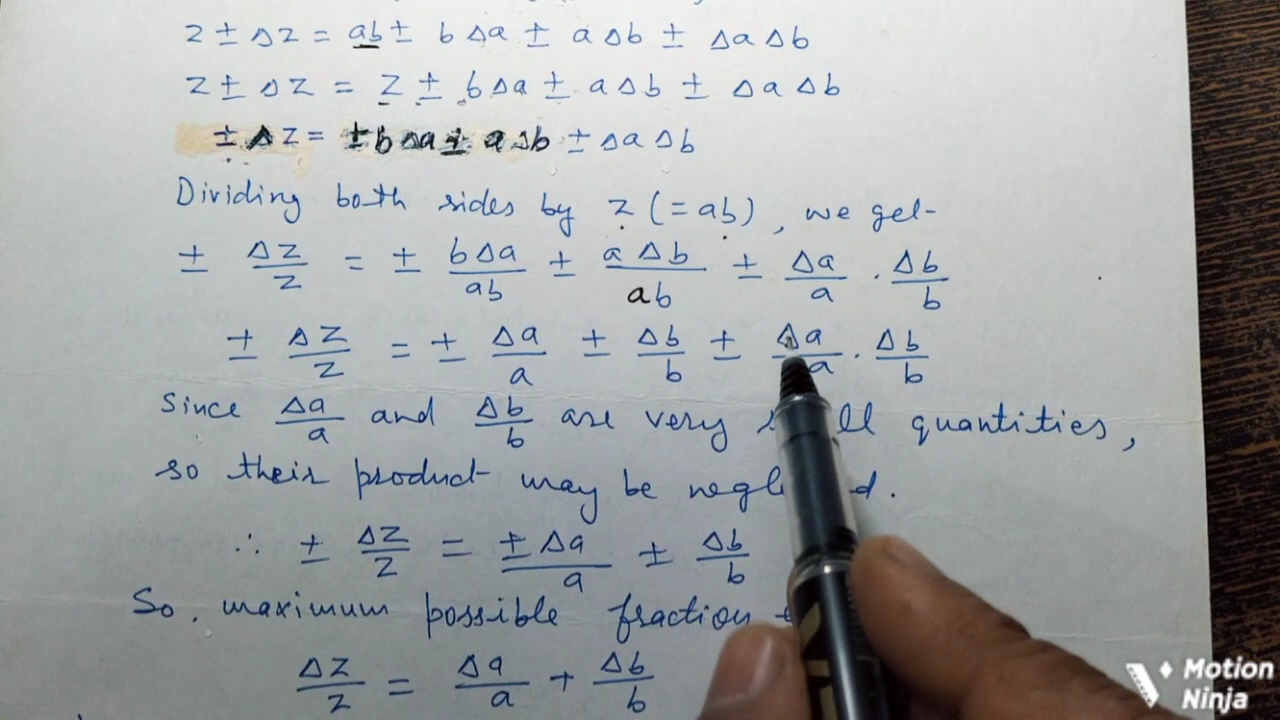 z ± Δz = ab ± bΔa ± aΔb ± ΔaΔb
z ± Δz = z ± bΔa ± aΔb ± ΔaΔb
± Δz = ± bΔa ± aΔb ± ΔaΔb
Dividing both sides by z (= ab), we get
± Δz/z = ± bΔa/ab ± aΔb/ab ± Δa/a . Δb/b
± Δz/z = ± Δa/a ± Δb/b ± Δa/a . Δb/b
Since Δa/a and Δb/b are very quantities,
so their product may be
∴ ± Δz/z = ± Δa/a ± Δb/b
So, maximum possible fraction
Δz/z = Δa/a + Δb/b
Motion
Ninja